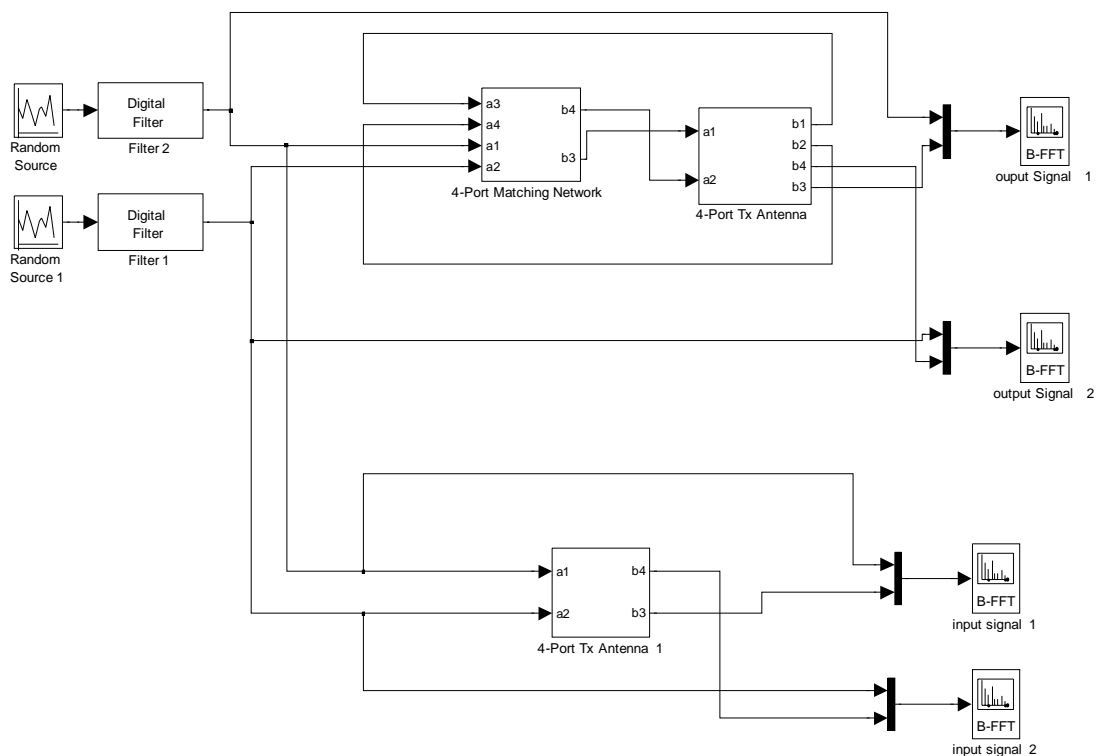 Random
Source
Digital
Filter
Filter 2
Random
Source 1
Digital
Filter
Filter 1
a3
a4
a1
a2
b4
b3
4-Port Matching Network
a1
a2
b1
b2
b4
b3
4-Port Tx Antenna
B-FFT
ouput Signal 1
B-FFT
output Signal 2
a1
a2
b4
b3
4-Port Tx Antenna 1
B-FFT
input signal 1
B-FFT
input signal 2